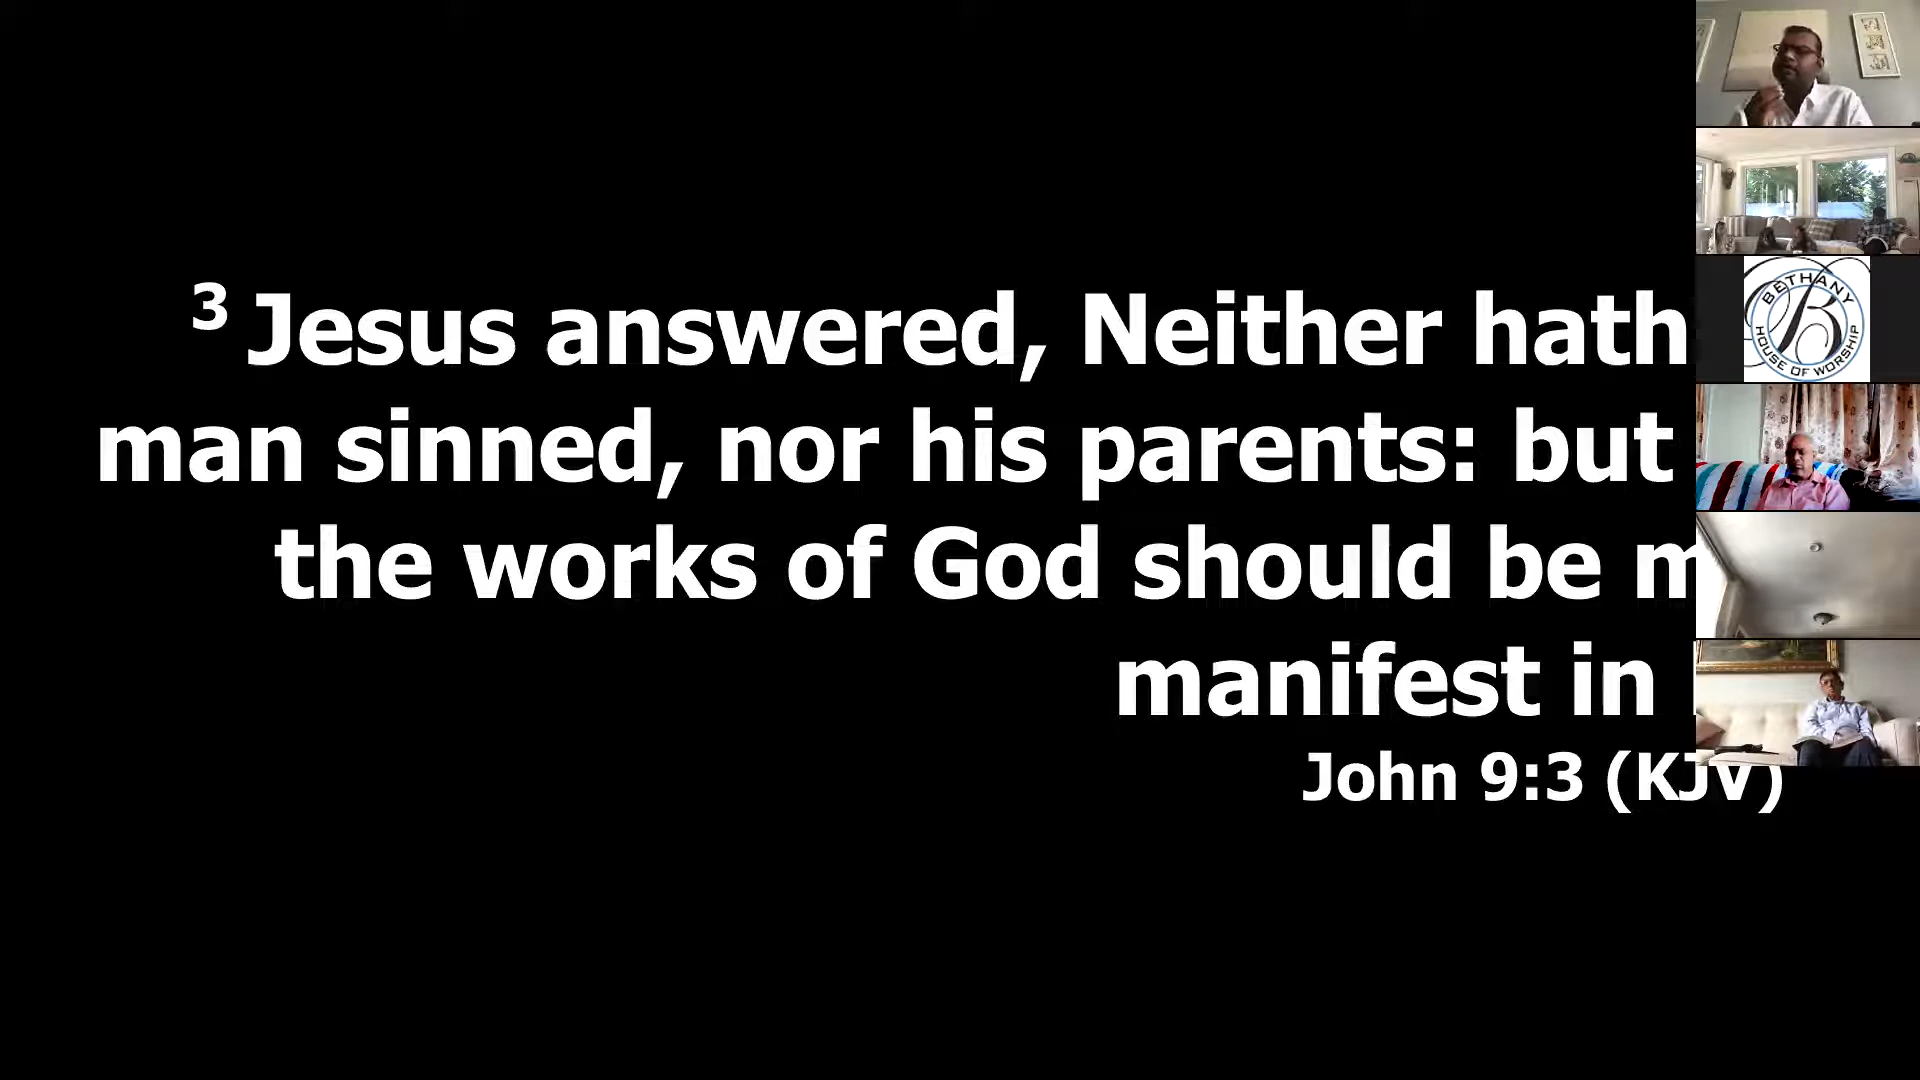 3 Jesus answered, Neither hath
man sinned, nor his parents: but
the works of God should be m
manifest in
John 9:3 (KJV)
BETHANY
B
HOUSE OF WORSHIP